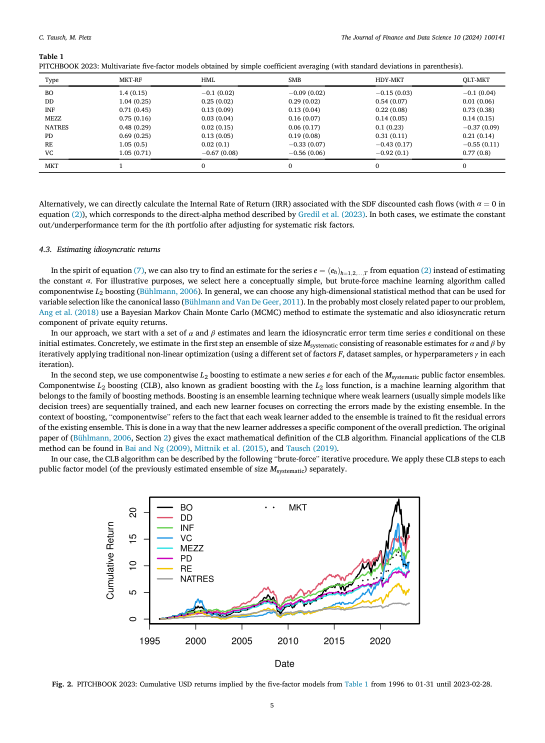 C. Tausch, M. Pietz
The Journal of Finance and Data Science 10 (2024) 100141
Table 1
PITCHBOOK 2023: Multivariate five-factor models obtained by simple coefficient averaging (with standard deviations in parenthesis).
Type MKT-RF HML SMB HDY-MKT QLT-MKT
BO 1.4 (0.15) −0.1 (0.02) −0.09 (0.02) −0.15 (0.03) −0.1 (0.04)
DD 1.04 (0.25) 0.25 (0.02) 0.29 (0.02) 0.54 (0.07) 0.01 (0.06)
INF 0.71 (0.45) 0.13 (0.09) 0.13 (0.04) 0.22 (0.08) 0.73 (0.38)
MEZZ 0.75 (0.16) 0.03 (0.04) 0.16 (0.07) 0.14 (0.05) 0.14 (0.15)
NATRES 0.48 (0.29) 0.02 (0.15) 0.06 (0.17) 0.1 (0.23) −0.37 (0.09)
PD 0.69 (0.25) 0.13 (0.05) 0.19 (0.08) 0.31 (0.11) 0.21 (0.14)
RE 1.05 (0.5) 0.02 (0.1) −0.33 (0.07) −0.43 (0.17) −0.55 (0.11)
VC 1.05 (0.71) −0.67 (0.08) −0.56 (0.06) −0.92 (0.1) 0.77 (0.8)
MKT 1 0 0 0 0
Alternatively, we can directly calculate the Internal Rate of Return (IRR) associated with the SDF discounted cash flows (with α = 0 in
equation (2)), which corresponds to the direct-alpha method described by Gredil et al. (2023). In both cases, we estimate the constant
out/underperformance term for the ith portfolio after adjusting for systematic risk factors.
4.3. Estimating idiosyncratic returns
In the spirit of equation (7), we can also try to find an estimate for the series e = (eₕ)ₕ₌₁,₂,…,T from equation (2) instead of estimating
the constant α. For illustrative purposes, we select here a conceptually simple, but brute-force machine learning algorithm called
componentwise L₂ boosting (Bühlmann, 2006). In general, we can choose any high-dimensional statistical method that can be used for
variable selection like the canonical lasso (Bühlmann and Van De Geer, 2011). In the probably most closely related paper to our problem,
Ang et al. (2018) use a Bayesian Markov Chain Monte Carlo (MCMC) method to estimate the systematic and also idiosyncratic return
component of private equity returns.
In our approach, we start with a set of α and β estimates and learn the idiosyncratic error term time series e conditional on these
initial estimates. Concretely, we estimate in the first step an ensemble of size Msystematic consisting of reasonable estimates for α and β by
iteratively applying traditional non-linear optimization (using a different set of factors F, dataset samples, or hyperparameters γ in each
iteration).
In the second step, we use componentwise L₂ boosting to estimate a new series e for each of the Msystematic public factor ensembles.
Componentwise L₂ boosting (CLB), also known as gradient boosting with the L₂ loss function, is a machine learning algorithm that
belongs to the family of boosting methods. Boosting is an ensemble learning technique where weak learners (usually simple models like
decision trees) are sequentially trained, and each new learner focuses on correcting the errors made by the existing ensemble. In the
context of boosting, “componentwise” refers to the fact that each weak learner added to the ensemble is trained to fit the residual errors
of the existing ensemble. This is done in a way that the new learner addresses a specific component of the overall prediction. The original
paper of (Bühlmann, 2006, Section 2) gives the exact mathematical definition of the CLB algorithm. Financial applications of the CLB
method can be found in Bai and Ng (2009), Mittnik et al. (2015), and Tausch (2019).
In our case, the CLB algorithm can be described by the following “brute-force” iterative procedure. We apply these CLB steps to each
public factor model (of the previously estimated ensemble of size Msystematic) separately.
Cumulative Return
20
15
10
5
0
BO
DD
INF
VC
MEZZ
PD
RE
NATRES
MKT
1995 2000 2005 2010 2015 2020
Date
Fig. 2. PITCHBOOK 2023: Cumulative USD returns implied by the five-factor models from Table 1 from 1996 to 01-31 until 2023-02-28.
5